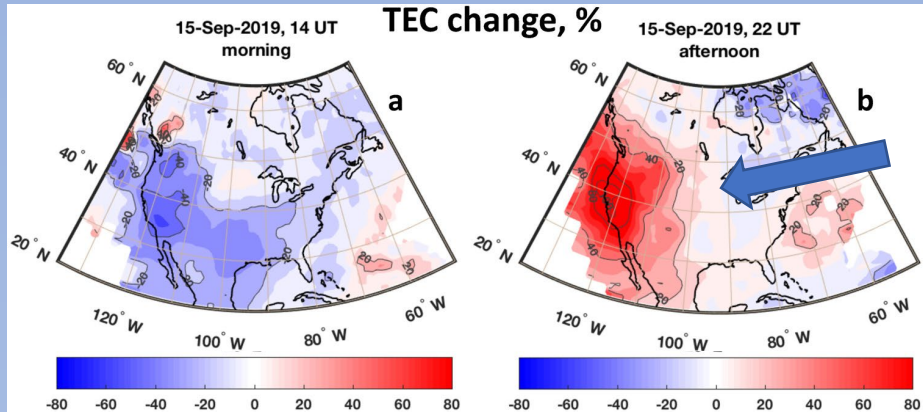 TEC change, %
15-Sep-2019, 14 UT
morning
a
60° N
40° N
20° N
120° W
100° W
80° W
60° W
-80 -60 -40 -20 0 20 40 60 80
15-Sep-2019, 22 UT
afternoon
b
60° N
40° N
20° N
120° W
100° W
80° W
60° W
-80 -60 -40 -20 0 20 40 60 80